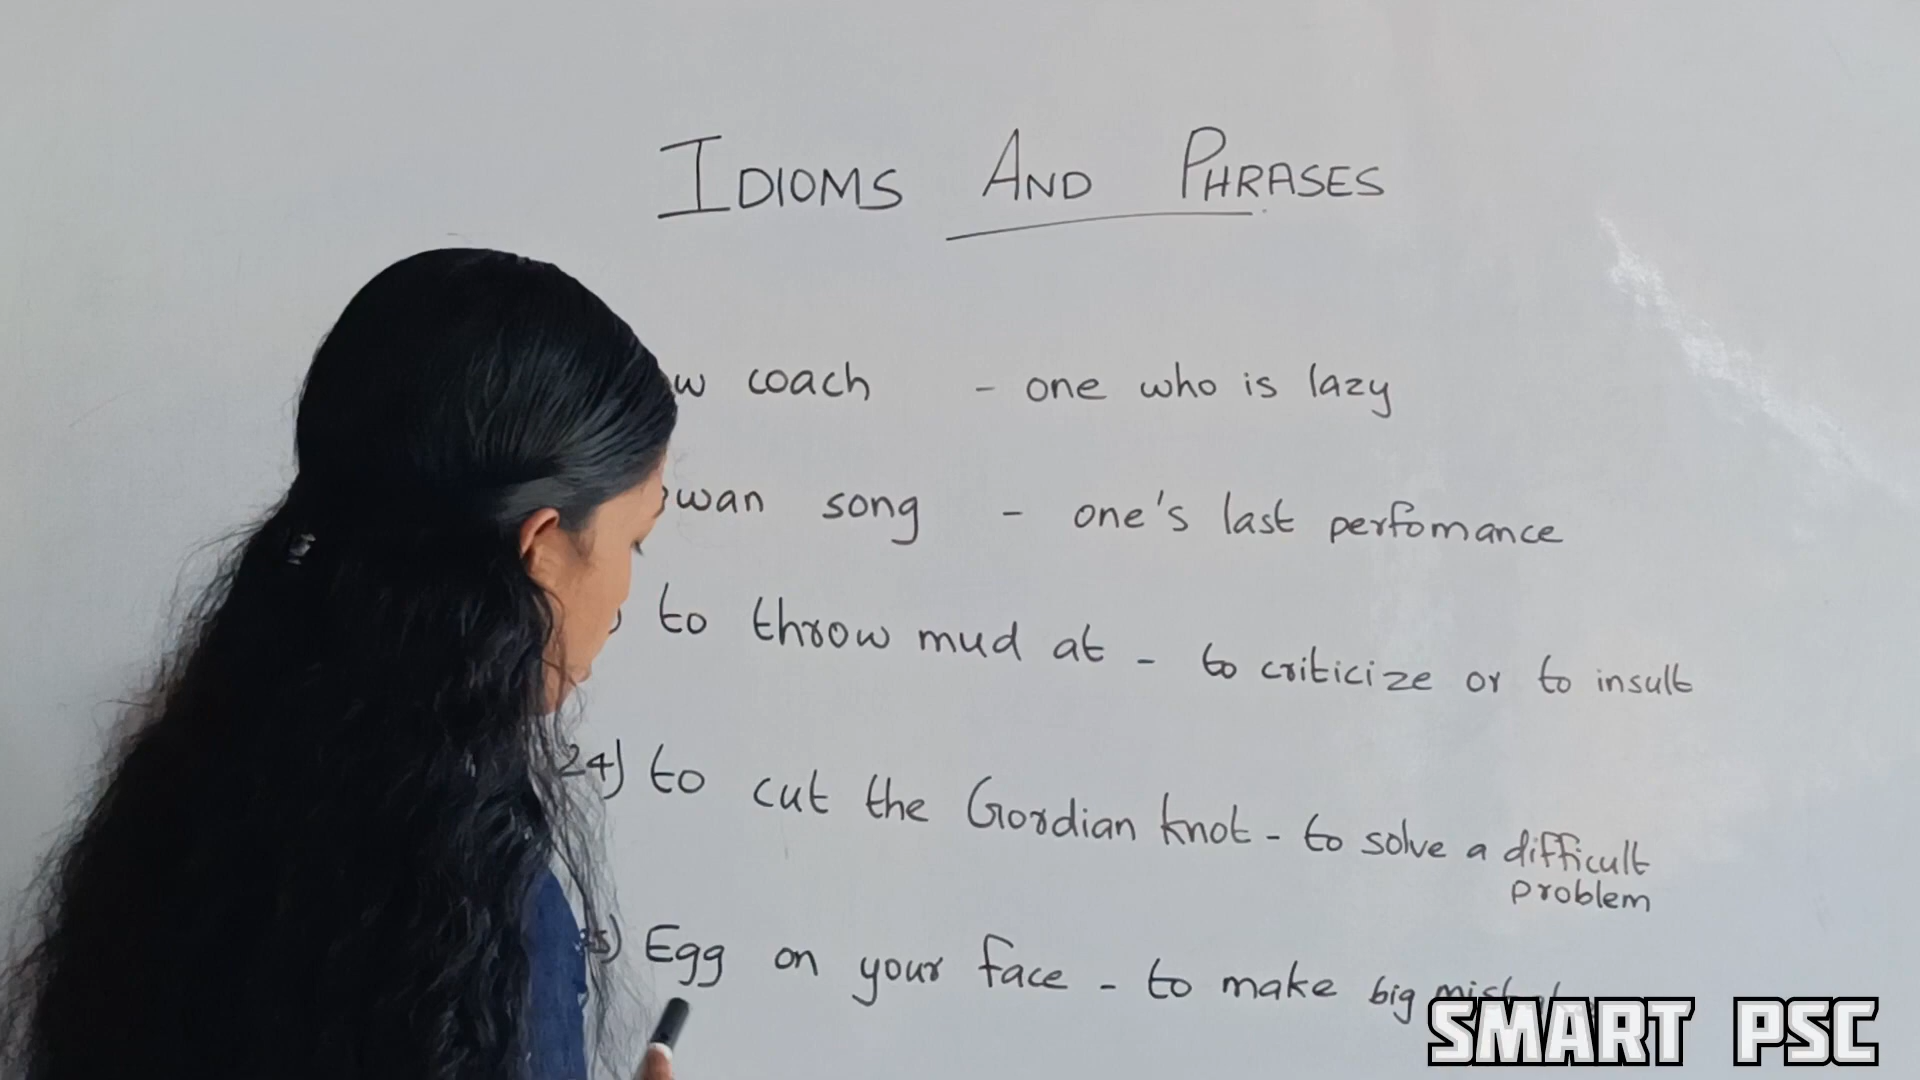 IDIOMS AND PHRASES
coach - one who is lazy
song - one's last perfomance
to throw mud at - to criticize or to insult
24) to cut the Gordian knot - to solve a difficult
problem
Egg on your face - to make big
SMART PSC